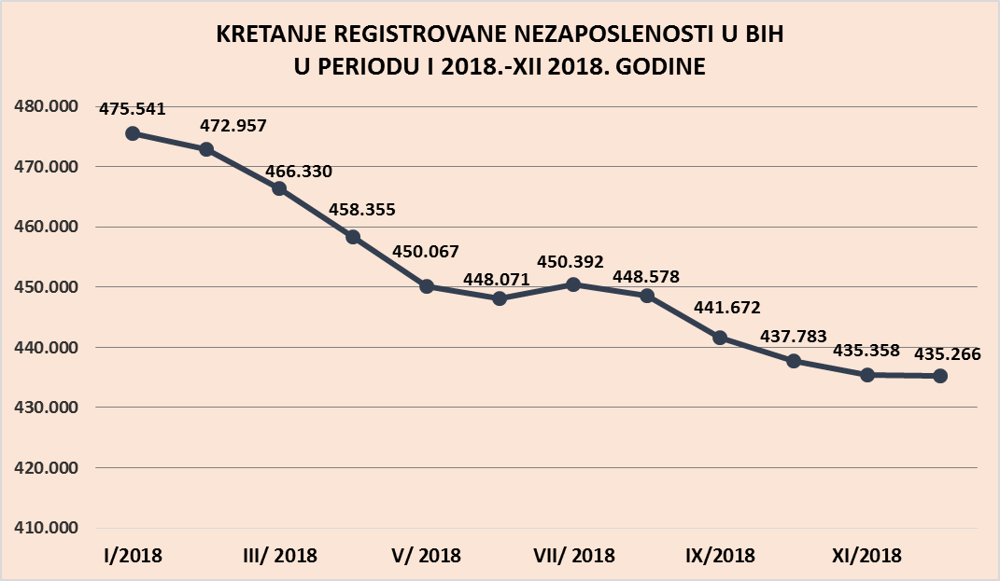 KRETANJE REGISTROVANE NEZAPOSLENOSTI U BIH
U PERIODU I 2018.-XII 2018. GODINE
480.000
470.000
460.000
450.000
440.000
430.000
420.000
410.000
475.541
472.957
466.330
458.355
450.067
448.071
450.392
448.578
441.672
437.783
435.358
435.266
I/2018
III/ 2018
V/ 2018
VII/ 2018
IX/2018
XI/2018